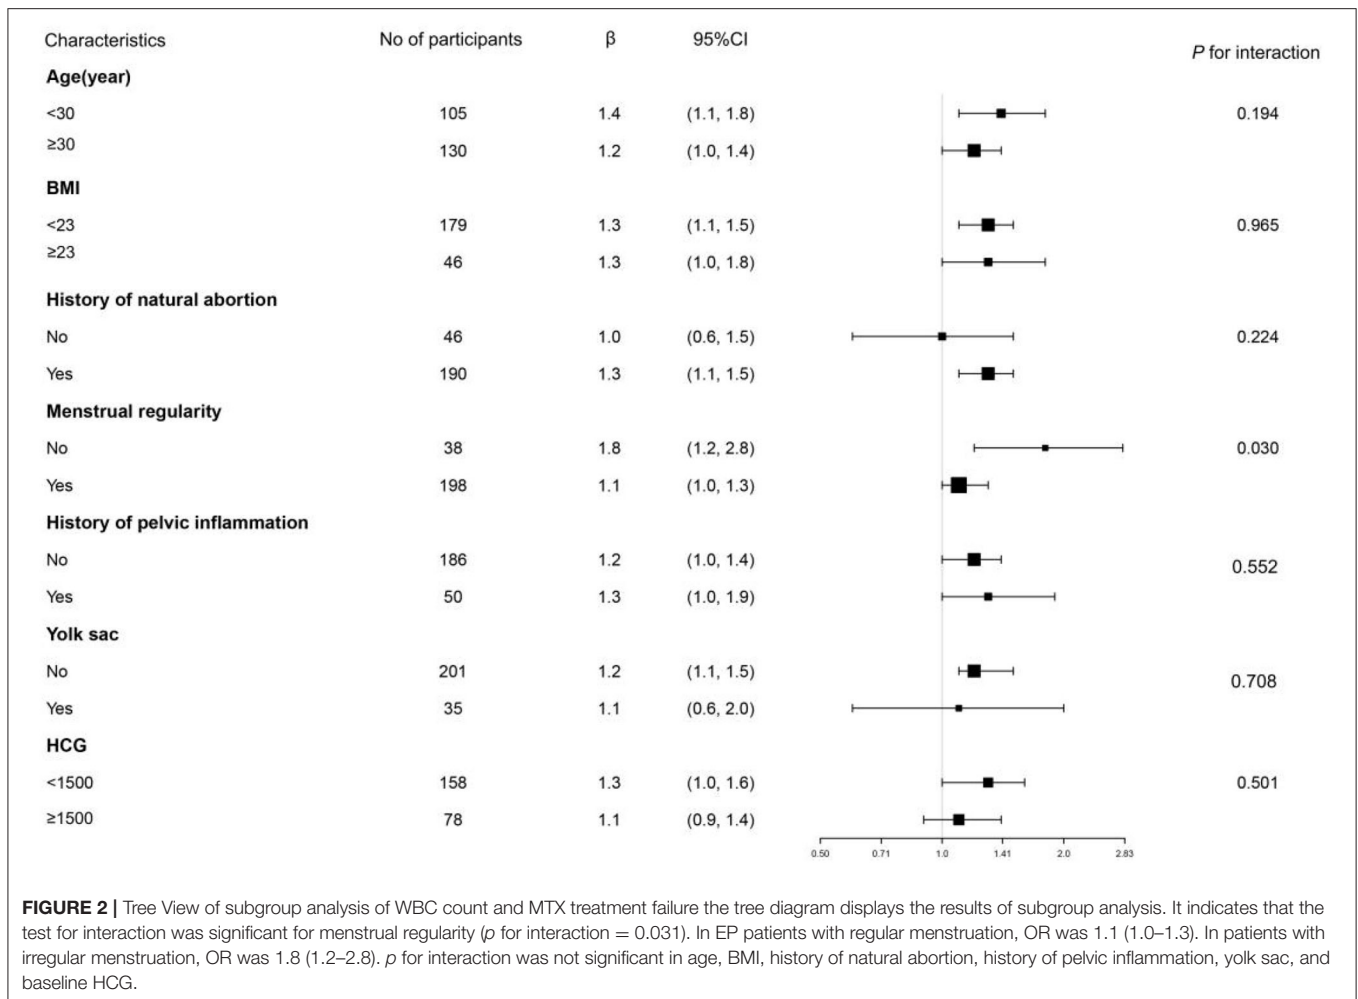 Characteristics No of participants β 95%CI P for interaction
Age(year)
<30 105 1.4 (1.1, 1.8) 0.194
≥30 130 1.2 (1.0, 1.4)
BMI
<23 179 1.3 (1.1, 1.5) 0.965
≥23 46 1.3 (1.0, 1.8)
History of natural abortion
No 46 1.0 (0.6, 1.5) 0.224
Yes 190 1.3 (1.1, 1.5)
Menstrual regularity
No 38 1.8 (1.2, 2.8) 0.030
Yes 198 1.1 (1.0, 1.3)
History of pelvic inflammation
No 186 1.2 (1.0, 1.4) 0.552
Yes 50 1.3 (1.0, 1.9)
Yolk sac
No 201 1.2 (1.1, 1.5) 0.708
Yes 35 1.1 (0.6, 2.0)
HCG
<1500 158 1.3 (1.0, 1.6) 0.501
≥1500 78 1.1 (0.9, 1.4)
0.50 0.71 1.0 1.41 2.0 2.83
FIGURE 2 | Tree View of subgroup analysis of WBC count and MTX treatment failure the tree diagram displays the results of subgroup analysis. It indicates that the
test for interaction was significant for menstrual regularity (p for interaction = 0.031). In EP patients with regular menstruation, OR was 1.1 (1.0–1.3). In patients with
irregular menstruation, OR was 1.8 (1.2–2.8). p for interaction was not significant in age, BMI, history of natural abortion, history of pelvic inflammation, yolk sac, and
baseline HCG.